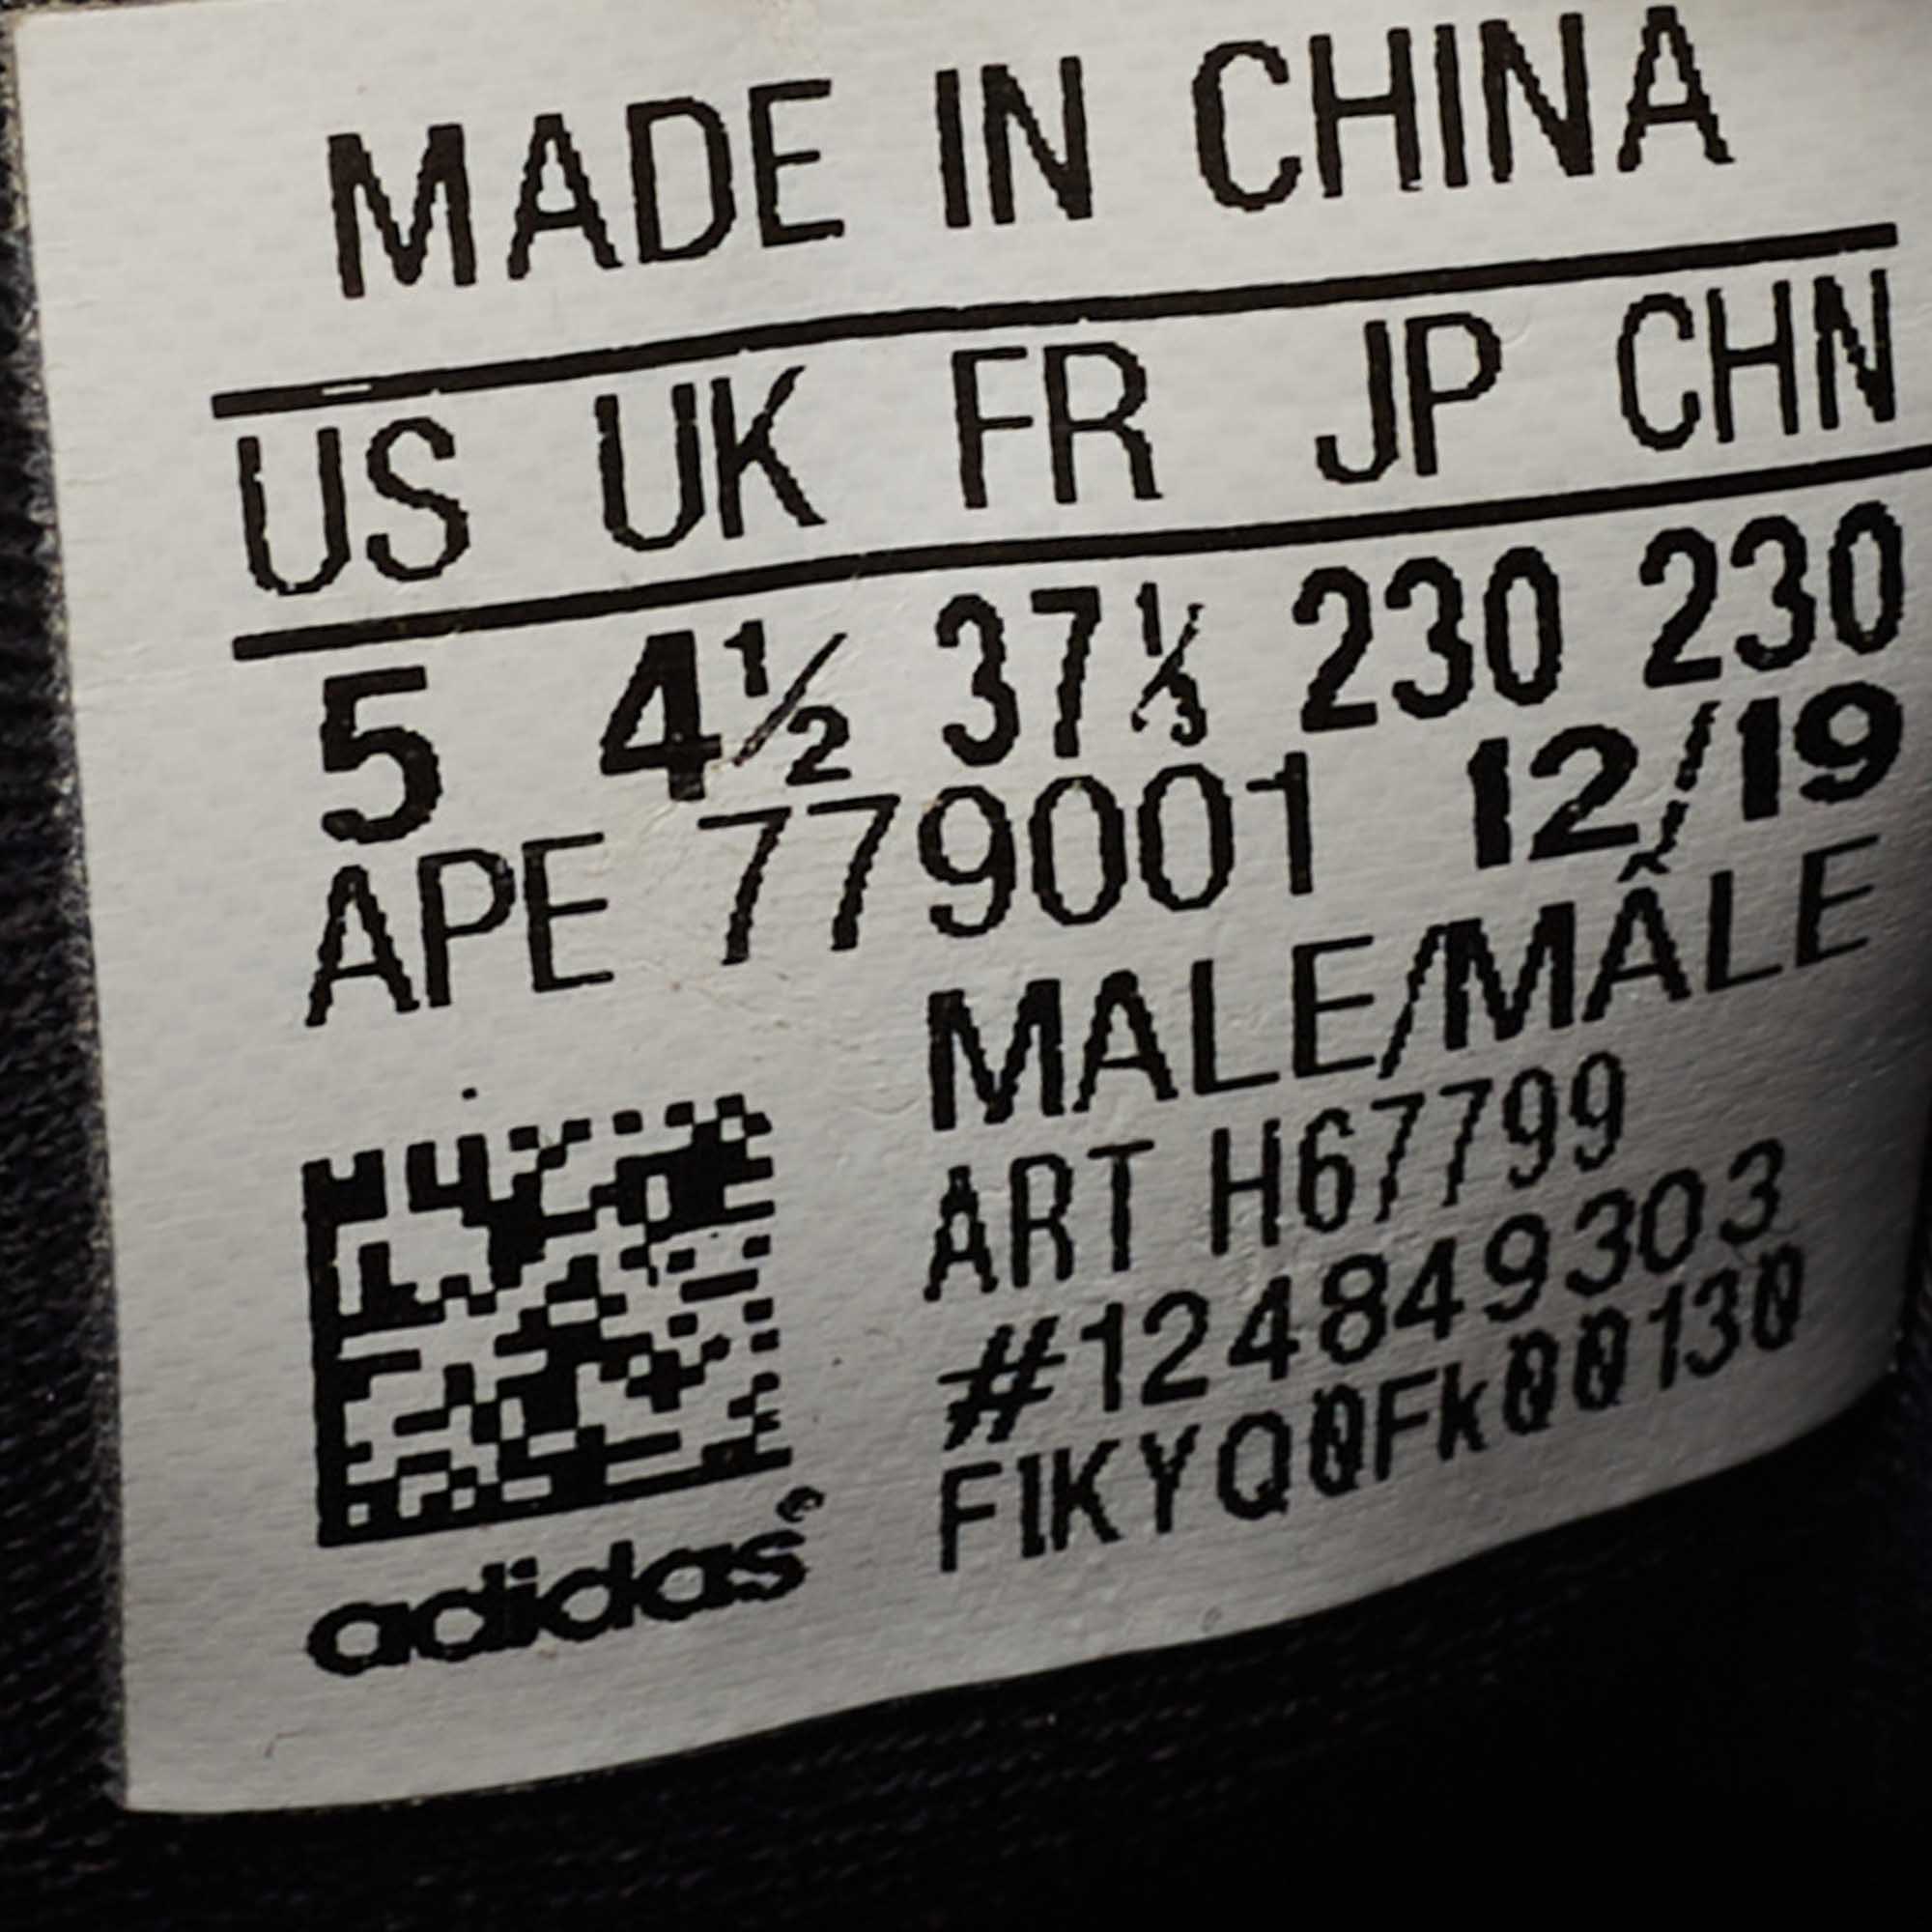 MADE IN CHINA
US UK FR JP CHN
5 4½ 37⅓ 230 230
APE 779001 12/19
MALE/MÂLE
ART H67799
#124849303
F1KYQ0Fk00130
adidas®